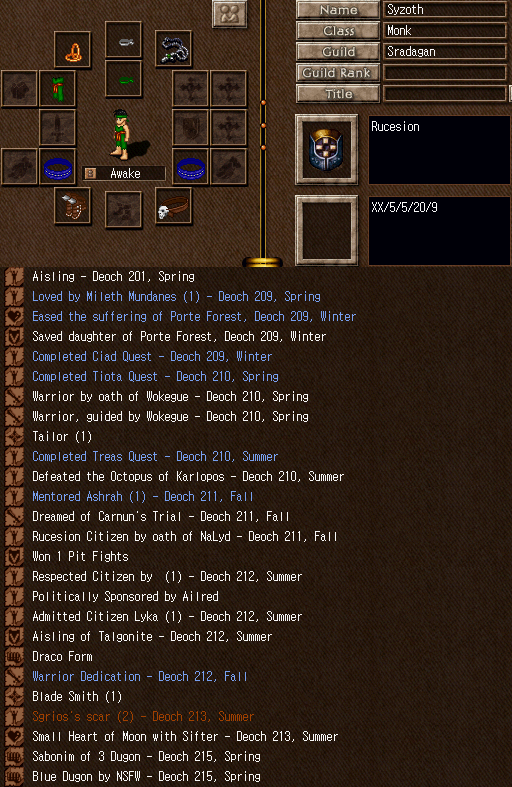 Name Syzoth
Class Monk
Guild Sradagan
Guild Rank
Title
Rucesion
Awake
XX/5/5/20/9
Aisling - Deoch 201, Spring
Loved by Mileth Mundanes (1) - Deoch 209, Spring
Eased the suffering of Porte Forest, Deoch 209, Winter
Saved daughter of Porte Forest, Deoch 209, Winter
Completed Ciad Quest - Deoch 209, Winter
Completed Tiota Quest - Deoch 210, Spring
Warrior by oath of Wokegue - Deoch 210, Spring
Warrior, guided by Wokegue - Deoch 210, Spring
Tailor (1)
Completed Treas Quest - Deoch 210, Summer
Defeated the Octopus of Karlopos - Deoch 210, Summer
Mentored Ashrah (1) - Deoch 211, Fall
Dreamed of Carnun's Trial - Deoch 211, Fall
Rucesion Citizen by oath of NaLyd - Deoch 211, Fall
Won 1 Pit Fights
Respected Citizen by  (1) - Deoch 212, Summer
Politically Sponsored by Ailred
Admitted Citizen Lyka (1) - Deoch 212, Summer
Aisling of Talgonite - Deoch 212, Summer
Draco Form
Warrior Dedication - Deoch 212, Fall
Blade Smith (1)
Sgrios's scar (2) - Deoch 213, Summer
Small Heart of Moon with Sifter - Deoch 213, Summer
Sabonim of 3 Dugon - Deoch 215, Spring
Blue Dugon by NSFW - Deoch 215, Spring